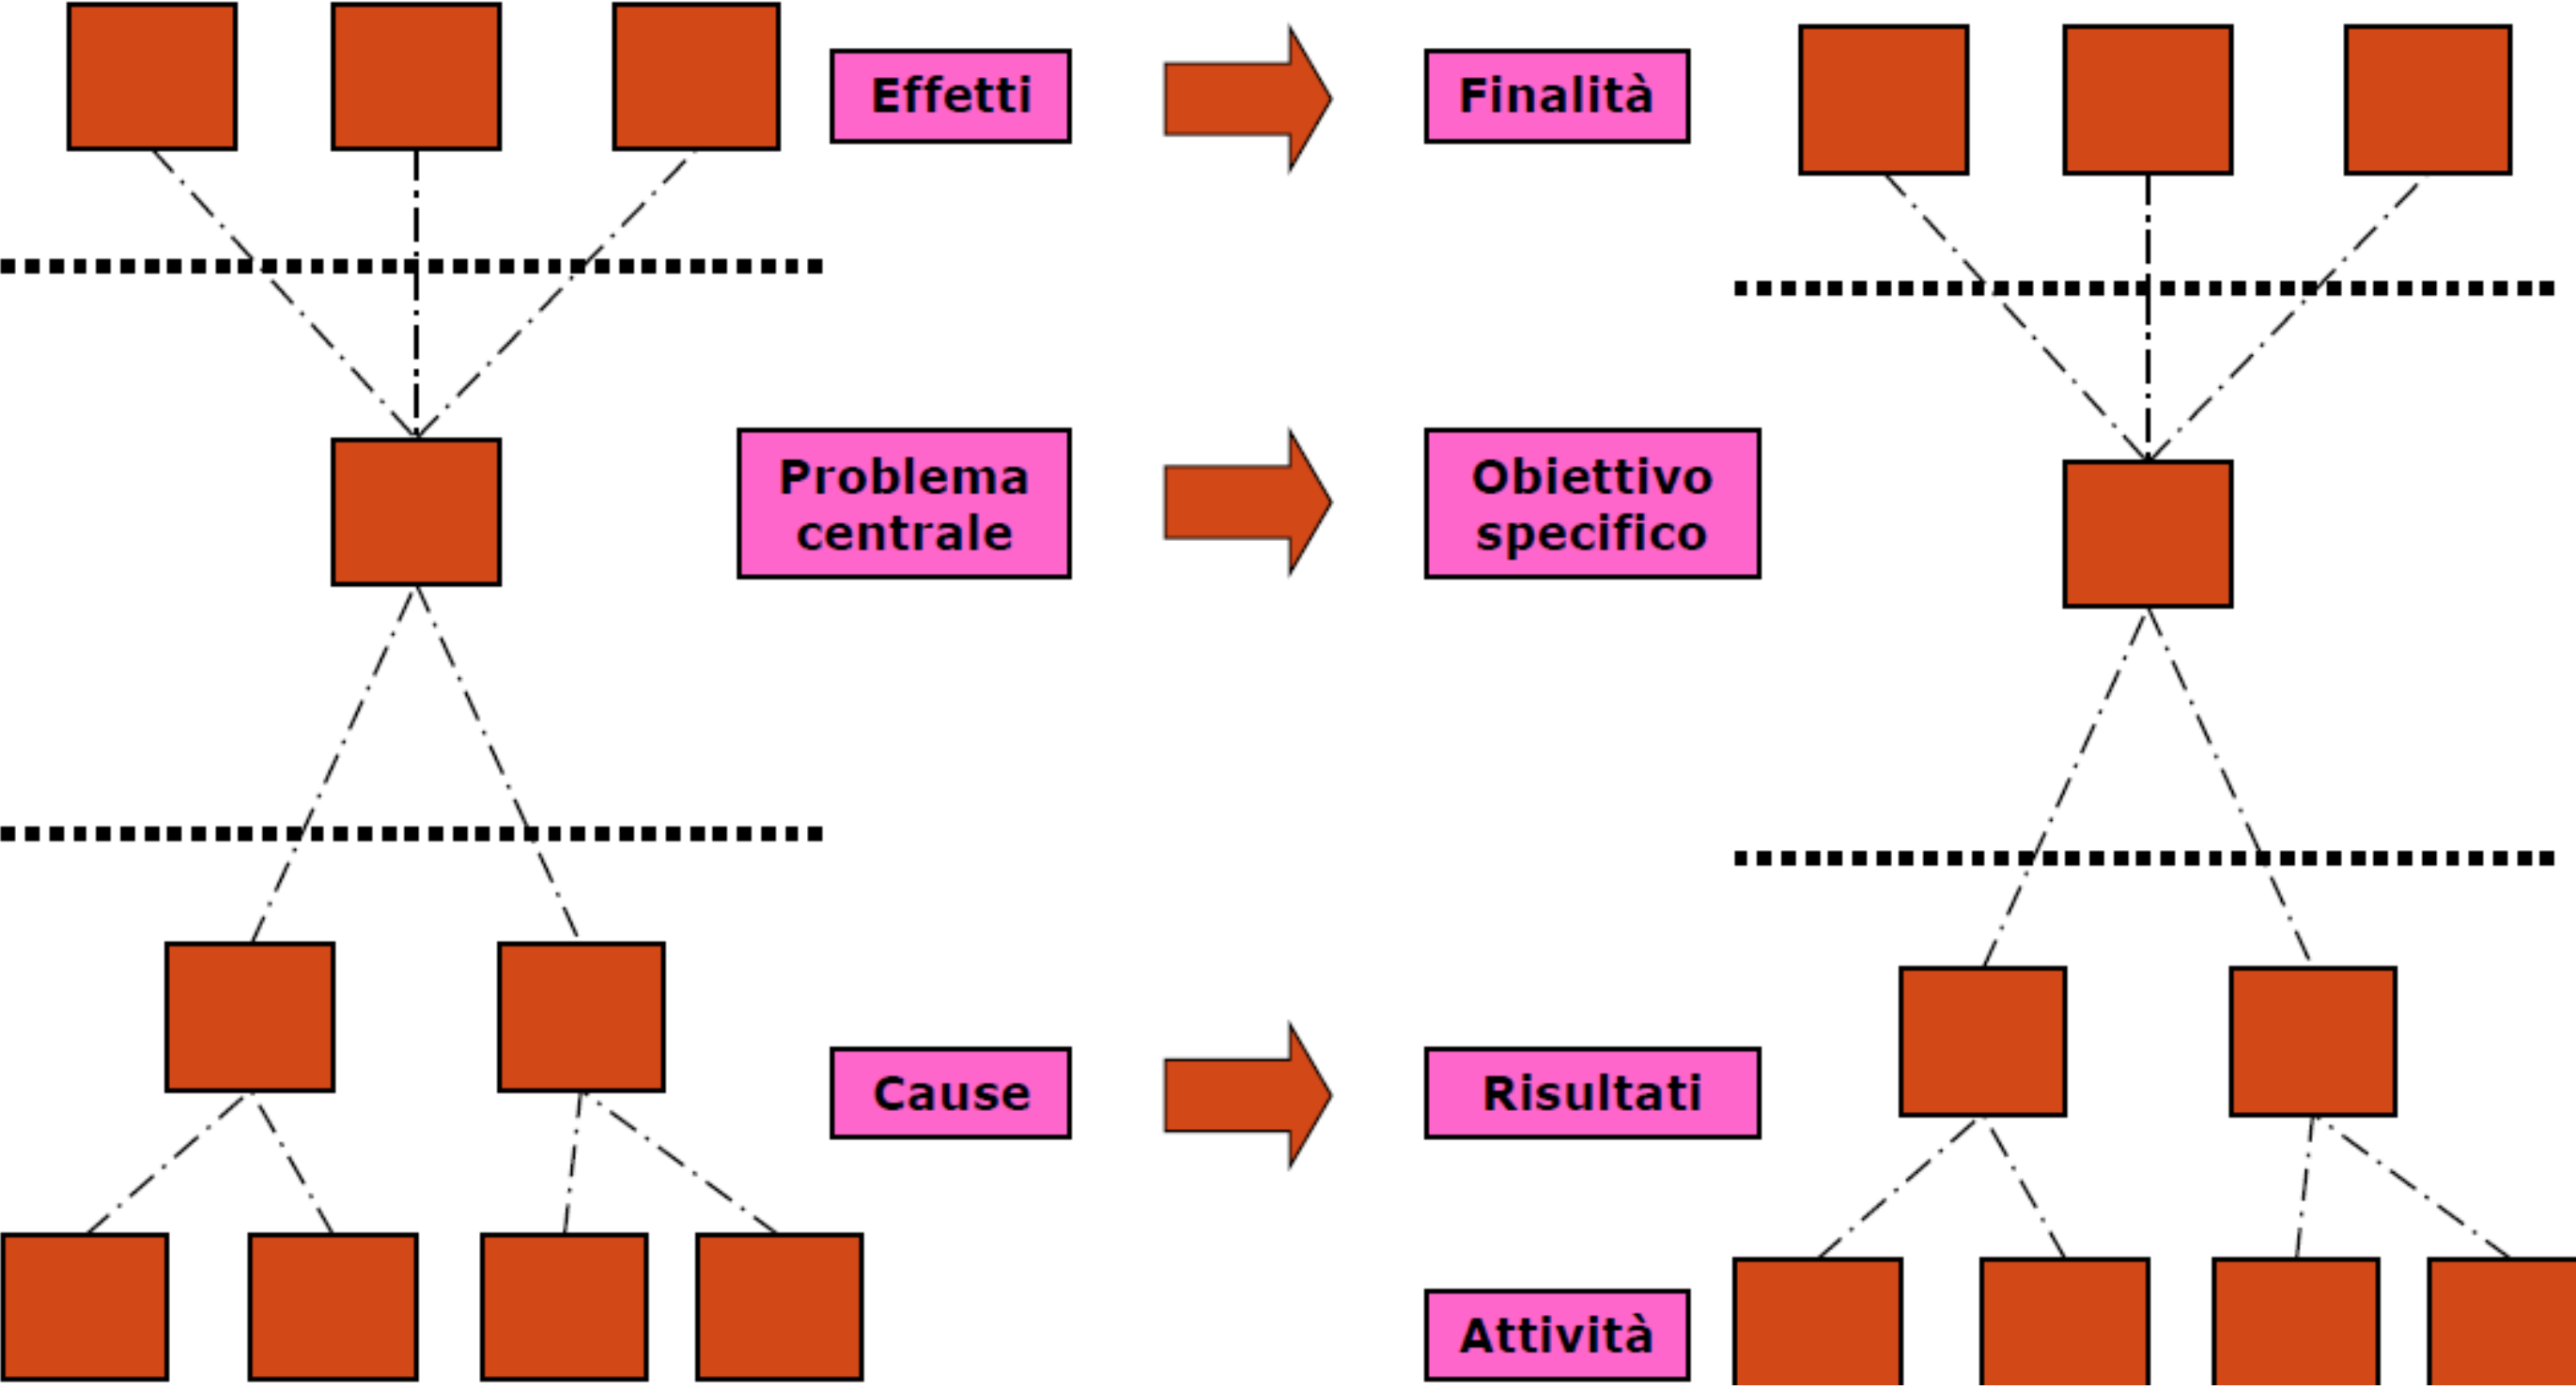 Effetti
Finalità
Problema
centrale
Obiettivo
specifico
Cause
Risultati
Attività